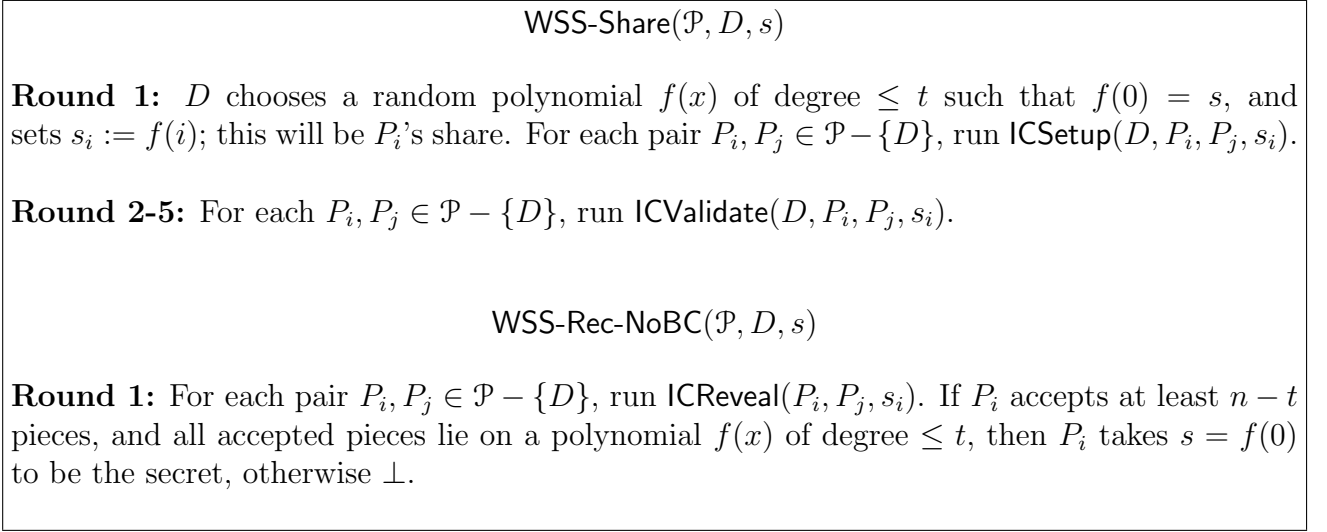 WSS-Share(𝒫, D, s)
Round 1: D chooses a random polynomial f(x) of degree ≤ t such that f(0) = s, and
sets sᵢ := f(i); this will be Pᵢ's share. For each pair Pᵢ, Pⱼ ∈ 𝒫−{D}, run ICSetup(D, Pᵢ, Pⱼ, sᵢ).
Round 2-5: For each Pᵢ, Pⱼ ∈ 𝒫 − {D}, run ICValidate(D, Pᵢ, Pⱼ, sᵢ).
WSS-Rec-NoBC(𝒫, D, s)
Round 1: For each pair Pᵢ, Pⱼ ∈ 𝒫 − {D}, run ICReveal(Pᵢ, Pⱼ, sᵢ). If Pᵢ accepts at least n − t
pieces, and all accepted pieces lie on a polynomial f(x) of degree ≤ t, then Pᵢ takes s = f(0)
to be the secret, otherwise ⊥.